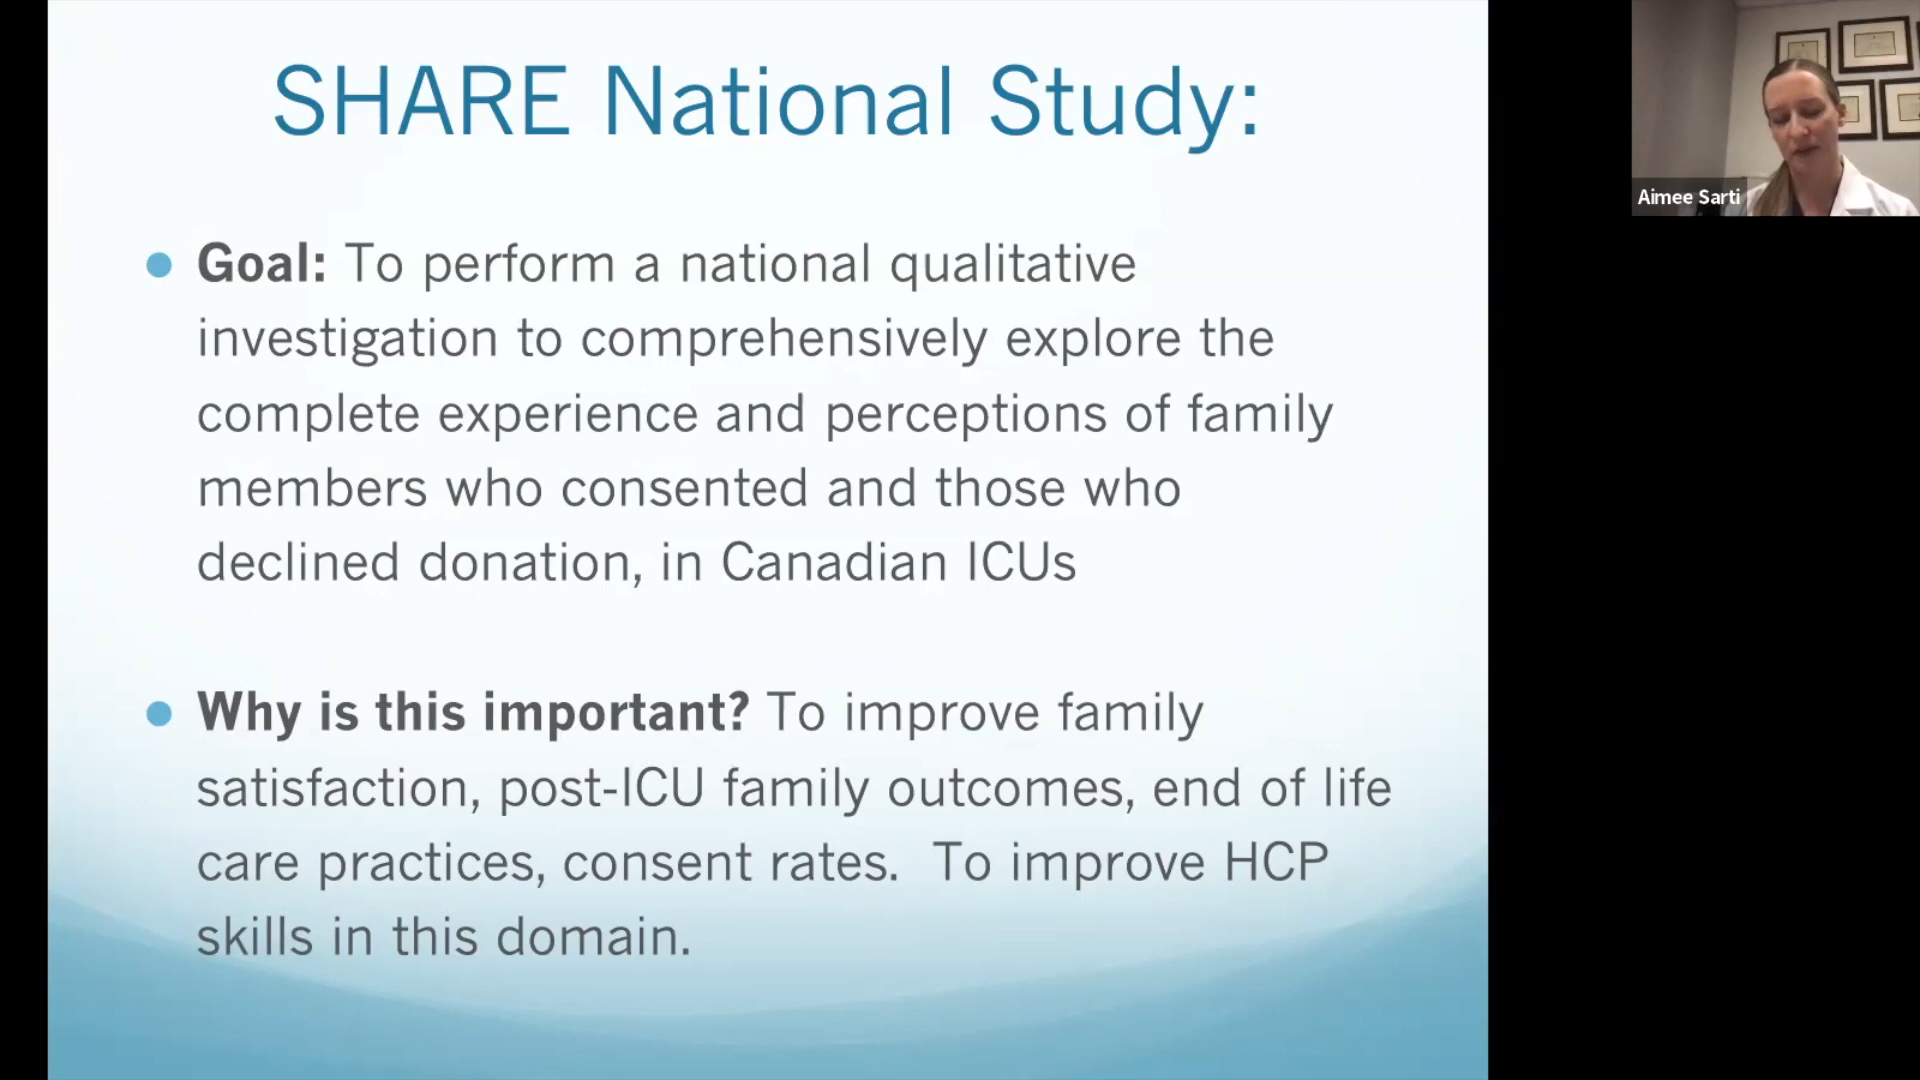 SHARE National Study:
Goal: To perform a national qualitative
investigation to comprehensively explore the
complete experience and perceptions of family
members who consented and those who
declined donation, in Canadian ICUs
Why is this important? To improve family
satisfaction, post-ICU family outcomes, end of life
care practices, consent rates.  To improve HCP
skills in this domain.
Aimee Sarti